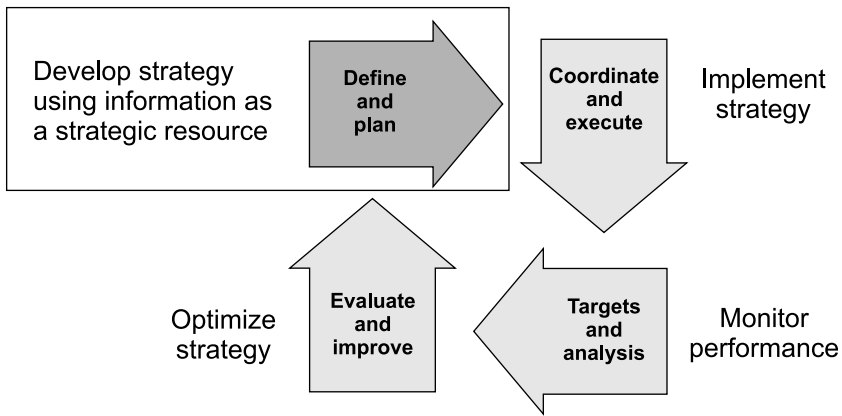 Develop strategy
using information as
a strategic resource
Define
and
plan
Coordinate
and
execute
Implement
strategy
Optimize
strategy
Evaluate
and
improve
Targets
and
analysis
Monitor
performance